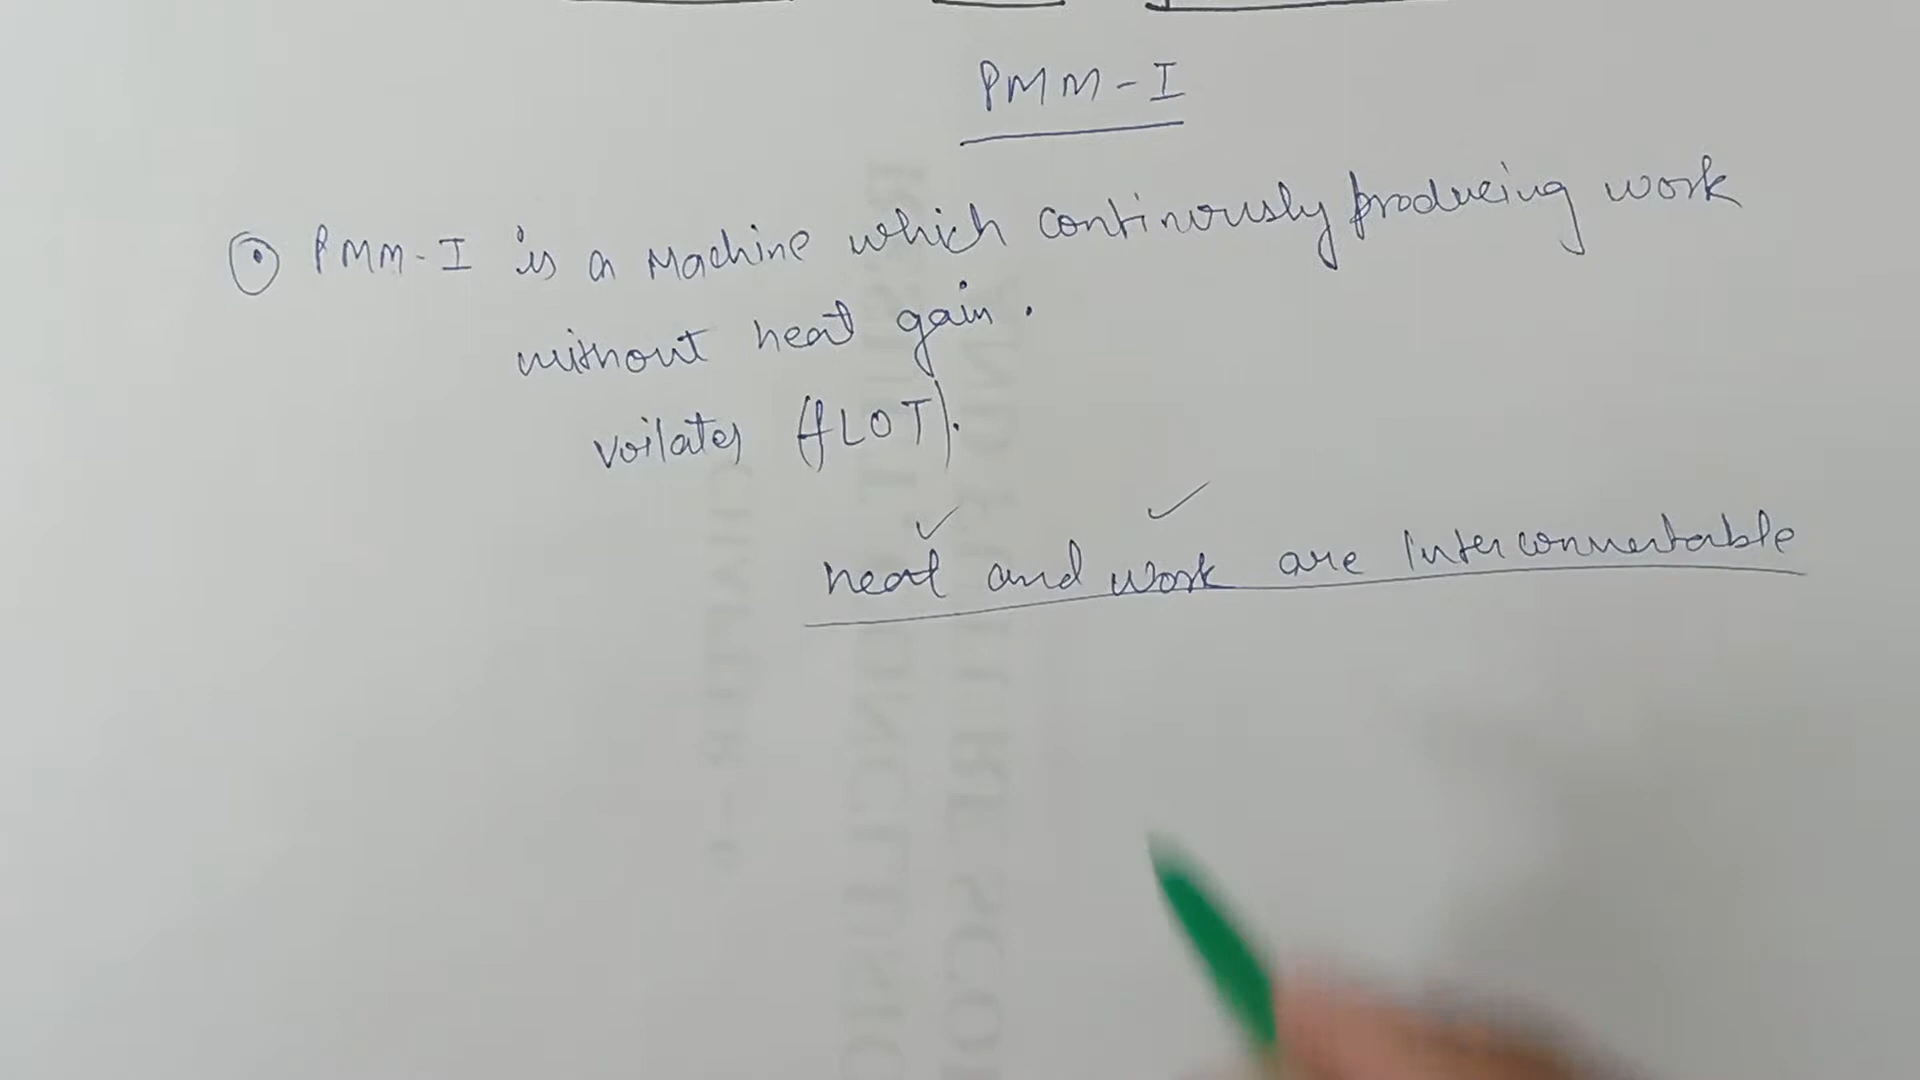 PMM-I
PMM-I is a Machine which continuously producing work
without heat gain.
voilates (fLOT).
heat and work are Interconvertable